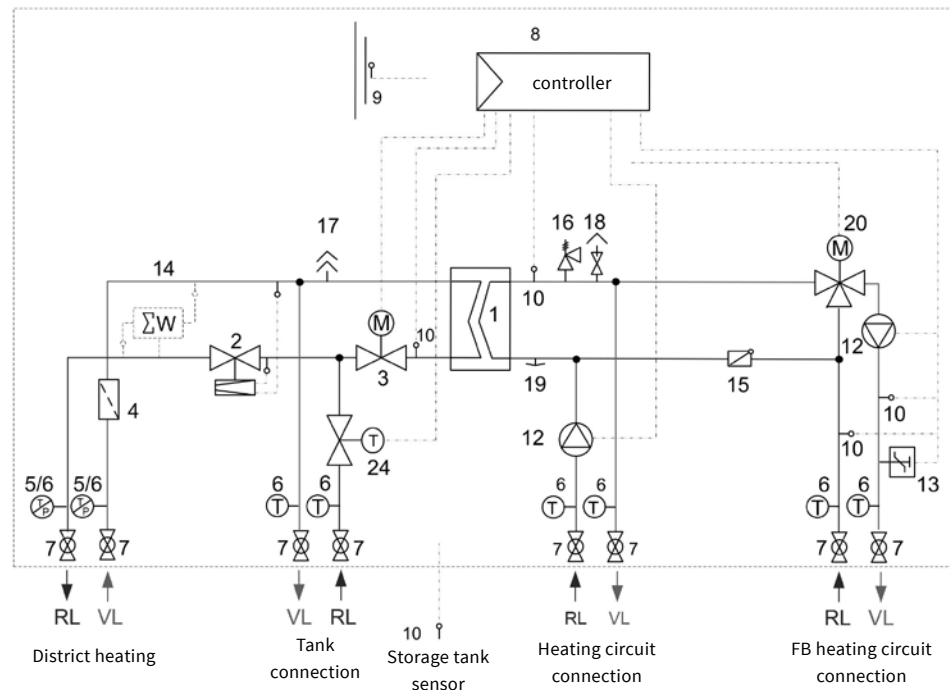 8
controller
9
20
M
17
16 18
14
10
ΣW
2
M
10
1
12
3
19
15
4
12
10
T
24
10
13
5/6 5/6
6 6
6 6
6 6
T/P T/P
T T
T T
T T
7 7
7 7
7 7
7 7
RL VL
VL RL
RL VL
RL VL
10
District heating
Tank
connection
Storage tank
sensor
Heating circuit
connection
FB heating circuit
connection